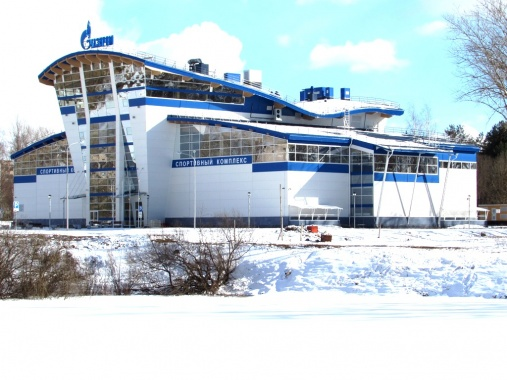 ГАЗПРОМ
СПОРТИВНЫЙ К
СПОРТИВНЫЙ КОМПЛЕКС